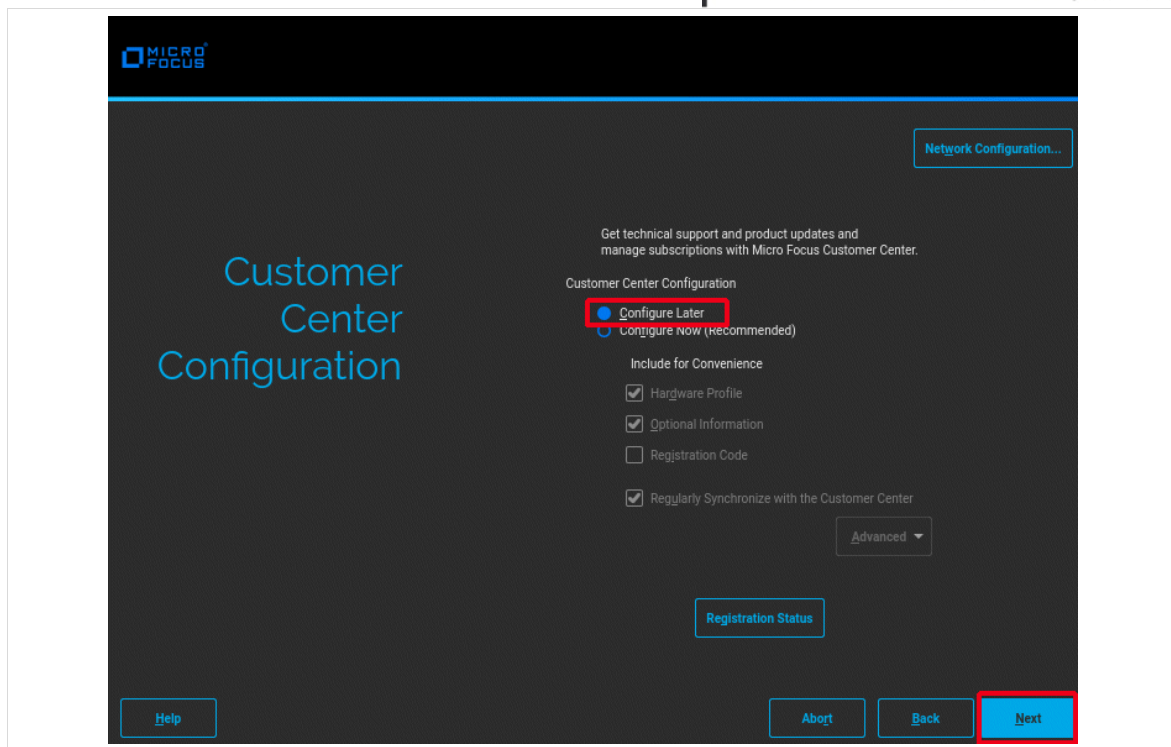 MICRO
FOCUS
Network Configuration...
Get technical support and product updates and
manage subscriptions with Micro Focus Customer Center.
Customer
Center
Configuration
Customer Center Configuration
Configure Later
Configure Now (Recommended)
Include for Convenience
Hardware Profile
Optional Information
Registration Code
Regularly Synchronize with the Customer Center
Advanced
Registration Status
Help
Abort
Back
Next